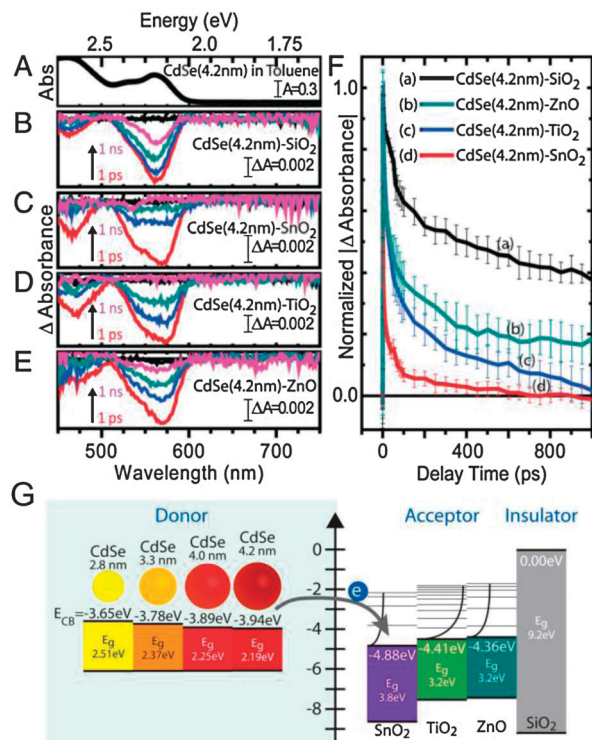 Energy (eV)
2.5 2.0 1.75
A
Abs
CdSe(4.2nm) in Toluene
A=0.3
B
1 ns
1 ps
CdSe(4.2nm)-SiO₂
ΔA=0.002
C
1 ns
1 ps
CdSe(4.2nm)-SnO₂
ΔA=0.002
Δ Absorbance
D
1 ns
1 ps
CdSe(4.2nm)-TiO₂
ΔA=0.002
E
1 ns
1 ps
CdSe(4.2nm)-ZnO
ΔA=0.002
500 600 700
Wavelength (nm)
F
1.0
0.0
Normalized |Δ Absorbance|
(a) CdSe(4.2nm)-SiO₂
(b) CdSe(4.2nm)-ZnO
(c) CdSe(4.2nm)-TiO₂
(d) CdSe(4.2nm)-SnO₂
(a)
(b)
(c)
(d)
0 400 800
Delay Time (ps)
G
Donor
CdSe
2.8 nm
CdSe
3.3 nm
CdSe
4.0 nm
CdSe
4.2 nm
E_CB=-3.65eV -3.78eV -3.89eV -3.94eV
Eg
2.51eV
Eg
2.37eV
Eg
2.25eV
Eg
2.19eV
0
-2
-4
-6
-8
e
Acceptor
Insulator
-4.88eV
Eg
3.8eV
SnO₂
-4.41eV
Eg
3.2eV
TiO₂
-4.36eV
Eg
3.2eV
ZnO
0.00eV
Eg
9.2eV
SiO₂